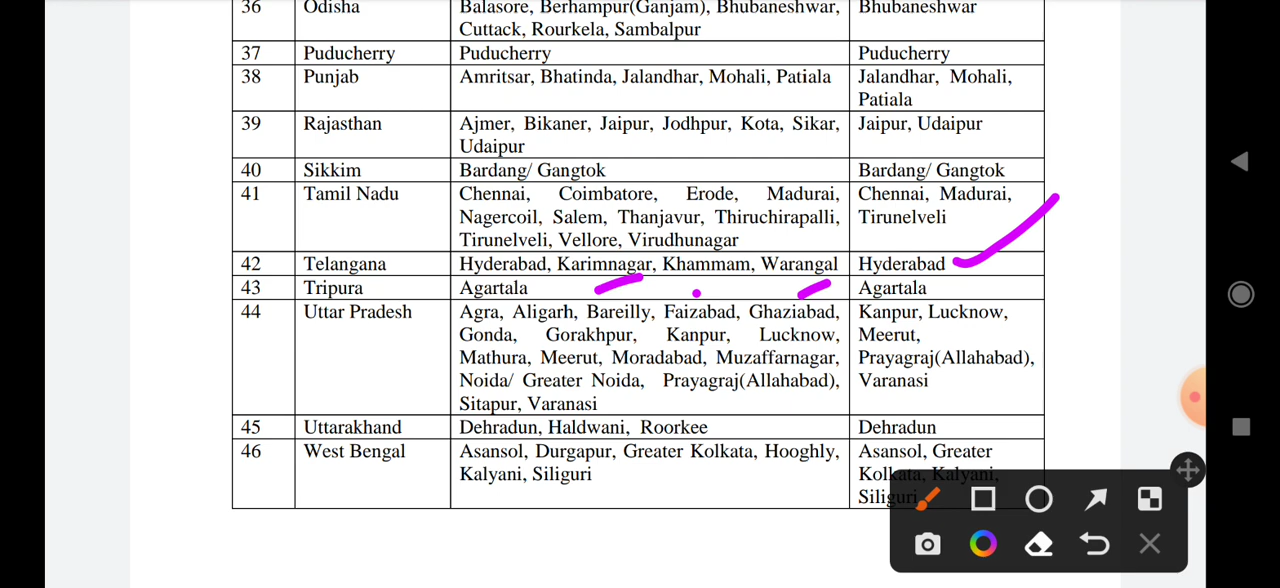 36 Odisha Balasore, Berhampur(Ganjam), Bhubaneshwar, Bhubaneshwar
Cuttack, Rourkela, Sambalpur
37 Puducherry Puducherry Puducherry
38 Punjab Amritsar, Bhatinda, Jalandhar, Mohali, Patiala Jalandhar, Mohali,
Patiala
39 Rajasthan Ajmer, Bikaner, Jaipur, Jodhpur, Kota, Sikar, Jaipur, Udaipur
Udaipur
40 Sikkim Bardang/ Gangtok Bardang/ Gangtok
41 Tamil Nadu Chennai, Coimbatore, Erode, Madurai, Chennai, Madurai,
Nagercoil, Salem, Thanjavur, Thiruchirapalli, Tirunelveli
Tirunelveli, Vellore, Virudhunagar
42 Telangana Hyderabad, Karimnagar, Khammam, Warangal Hyderabad
43 Tripura Agartala Agartala
44 Uttar Pradesh Agra, Aligarh, Bareilly, Faizabad, Ghaziabad, Kanpur, Lucknow,
Gonda, Gorakhpur, Kanpur, Lucknow, Meerut,
Mathura, Meerut, Moradabad, Muzaffarnagar, Prayagraj(Allahabad),
Noida/ Greater Noida, Prayagraj(Allahabad), Varanasi
Sitapur, Varanasi
45 Uttarakhand Dehradun, Haldwani, Roorkee Dehradun
46 West Bengal Asansol, Durgapur, Greater Kolkata, Hooghly, Asansol, Greater
Kalyani, Siliguri Kolkata, Kalyani,
Siliguri